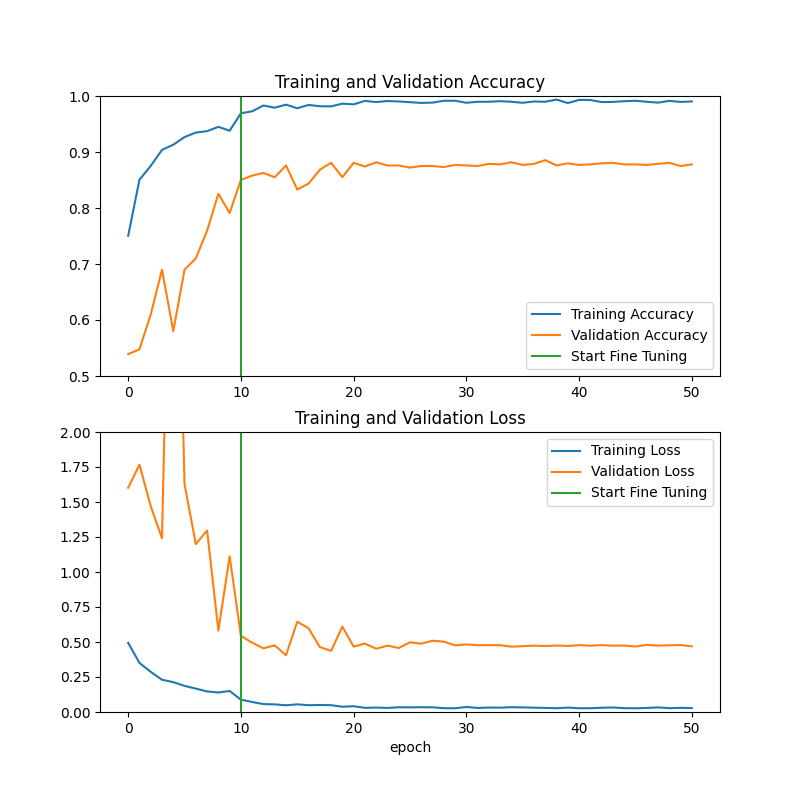 Training and Validation Accuracy
1.0
0.9
0.8
0.7
0.6
0.5
Training Accuracy
Validation Accuracy
Start Fine Tuning
0 10 20 30 40 50
Training and Validation Loss
2.00
1.75
1.50
1.25
1.00
0.75
0.50
0.25
0.00
Training Loss
Validation Loss
Start Fine Tuning
0 10 20 30 40 50
epoch